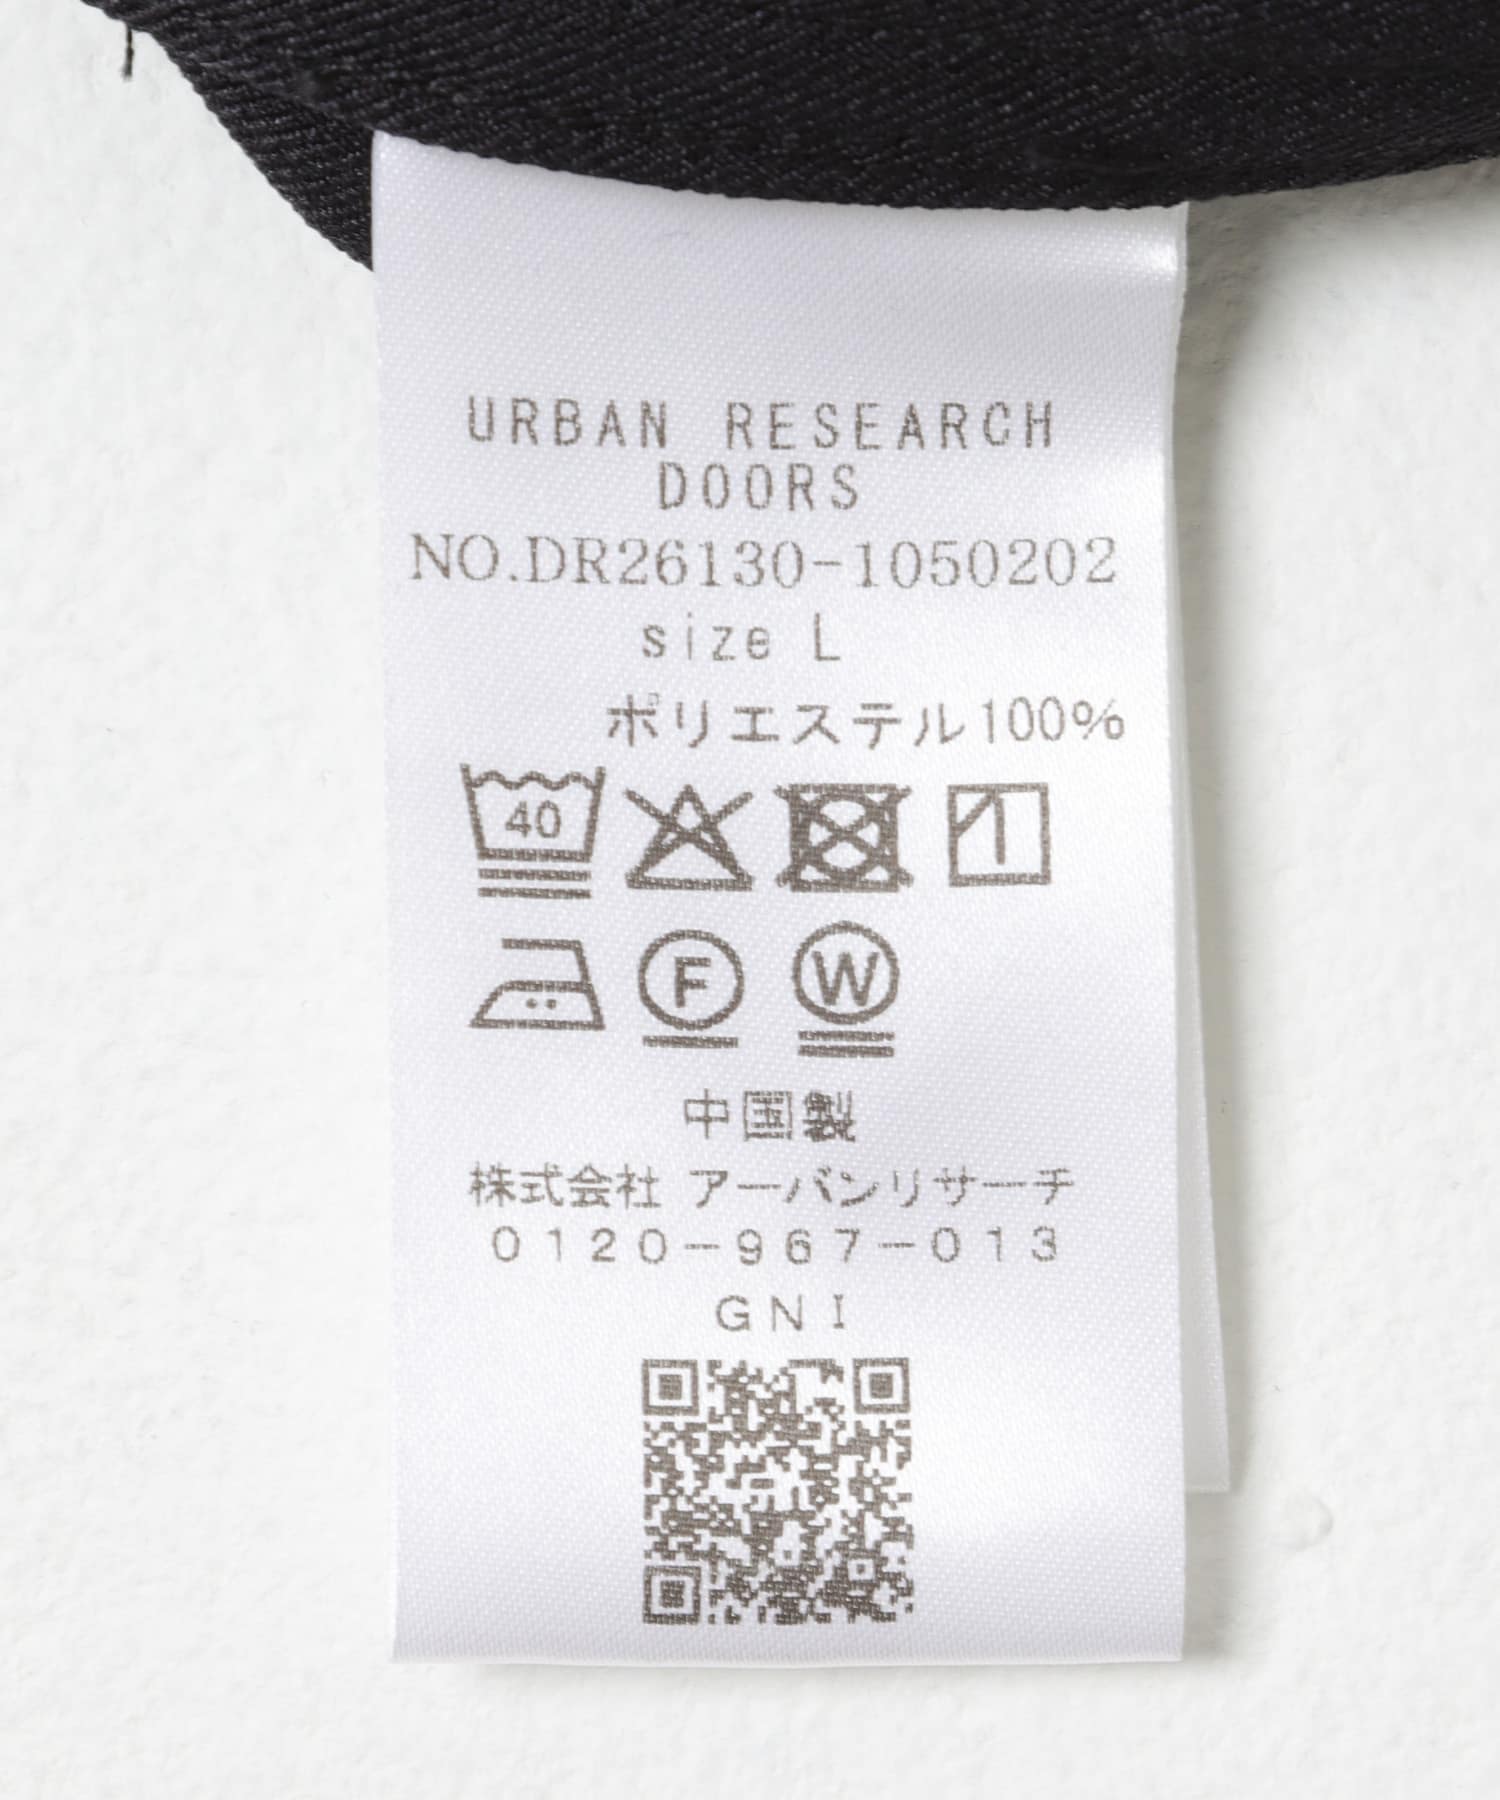 URBAN RESEARCH
DOORS
NO.DR26130-1050202
size L
ポリエステル100%
40
F W
中国製
株式会社 アーバンリサーチ
0120-967-013
GNI